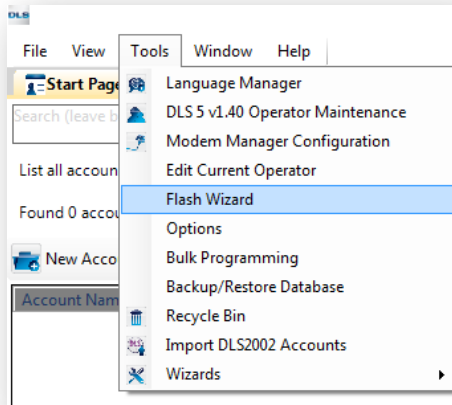 DLS
File View Tools Window Help
Start Page
Language Manager
Search (leave b
DLS 5 v1.40 Operator Maintenance
Modem Manager Configuration
List all accoun
Edit Current Operator
Flash Wizard
Found 0 accou
Options
New Acco
Bulk Programming
Backup/Restore Database
Account Nam
Recycle Bin
Import DLS2002 Accounts
Wizards